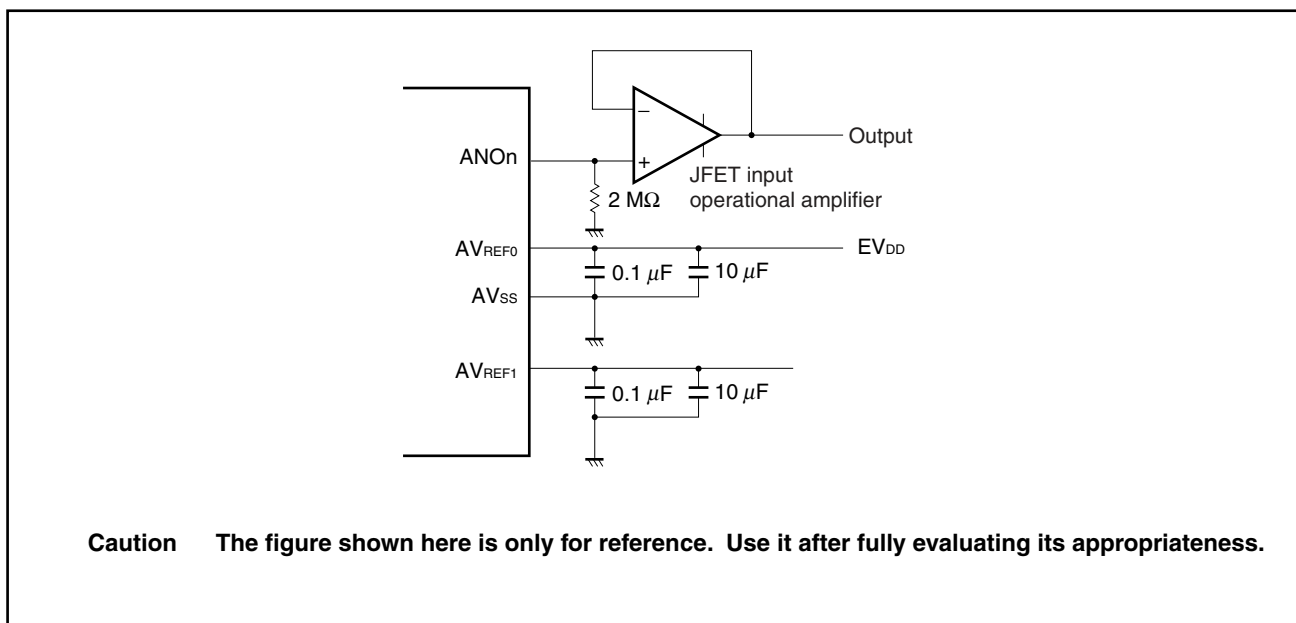 −
Output
ANOn
+
JFET input
operational amplifier
2 MΩ
AVREF0
EVDD
0.1 μF 10 μF
AVSS
AVREF1
0.1 μF 10 μF
Caution The figure shown here is only for reference. Use it after fully evaluating its appropriateness.